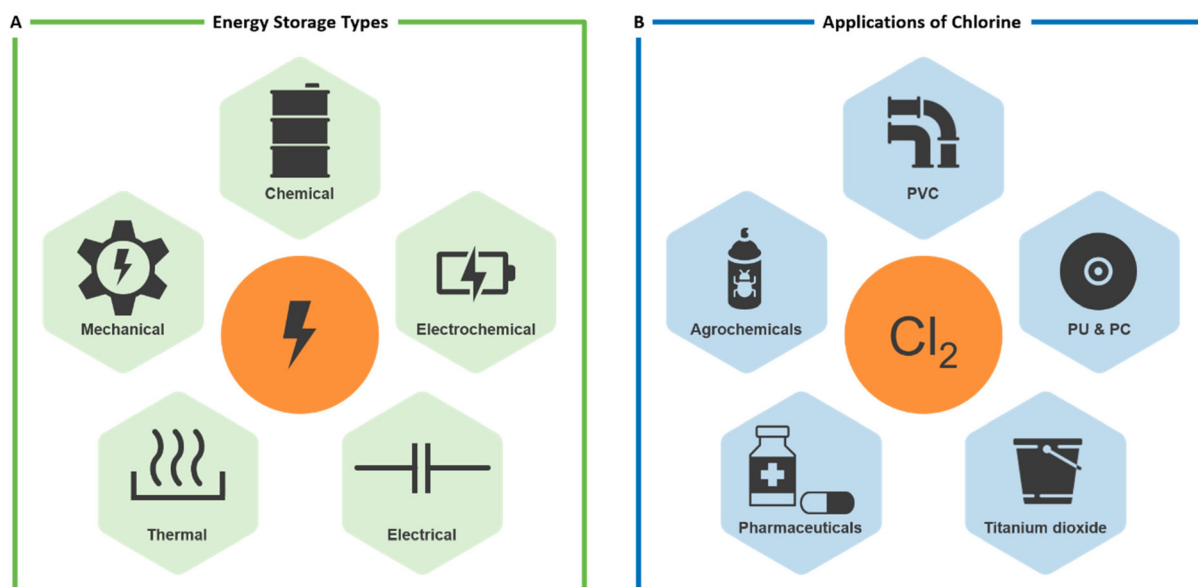 A
Energy Storage Types
Chemical
Mechanical
Electrochemical
Thermal
Electrical
B
Applications of Chlorine
PVC
Agrochemicals
PU & PC
Cl₂
Pharmaceuticals
Titanium dioxide